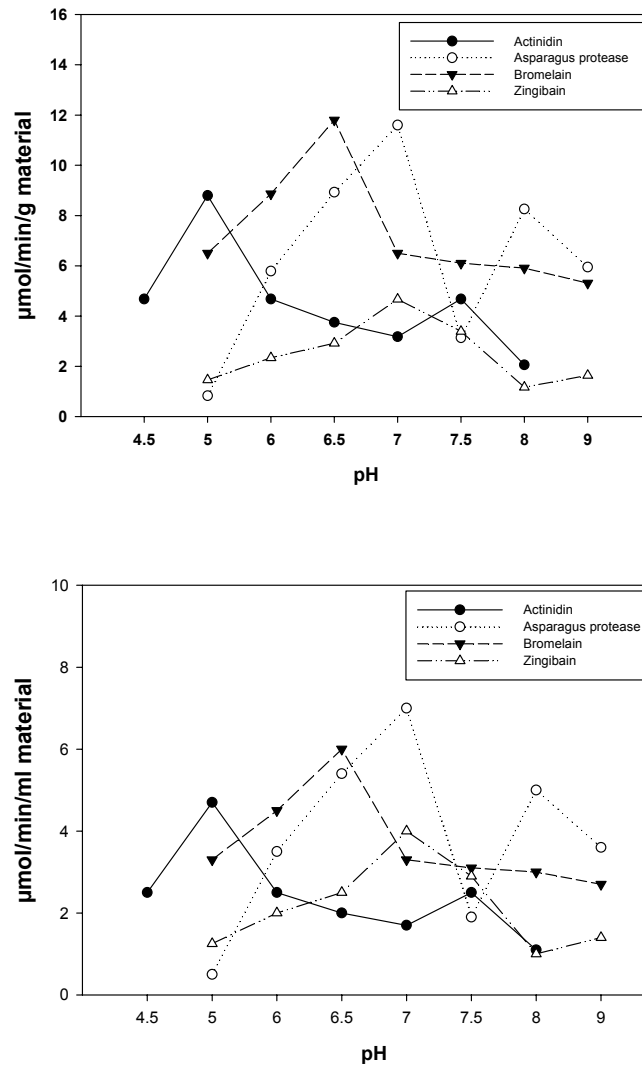 16
14
12
10
8
6
4
2
0
µmol/min/g material
Actinidin
Asparagus protease
Bromelain
Zingibain
4.5 5 6 6.5 7 7.5 8 9
pH
10
8
6
4
2
0
µmol/min/ml material
Actinidin
Asparagus protease
Bromelain
Zingibain
4.5 5 6 6.5 7 7.5 8 9
pH